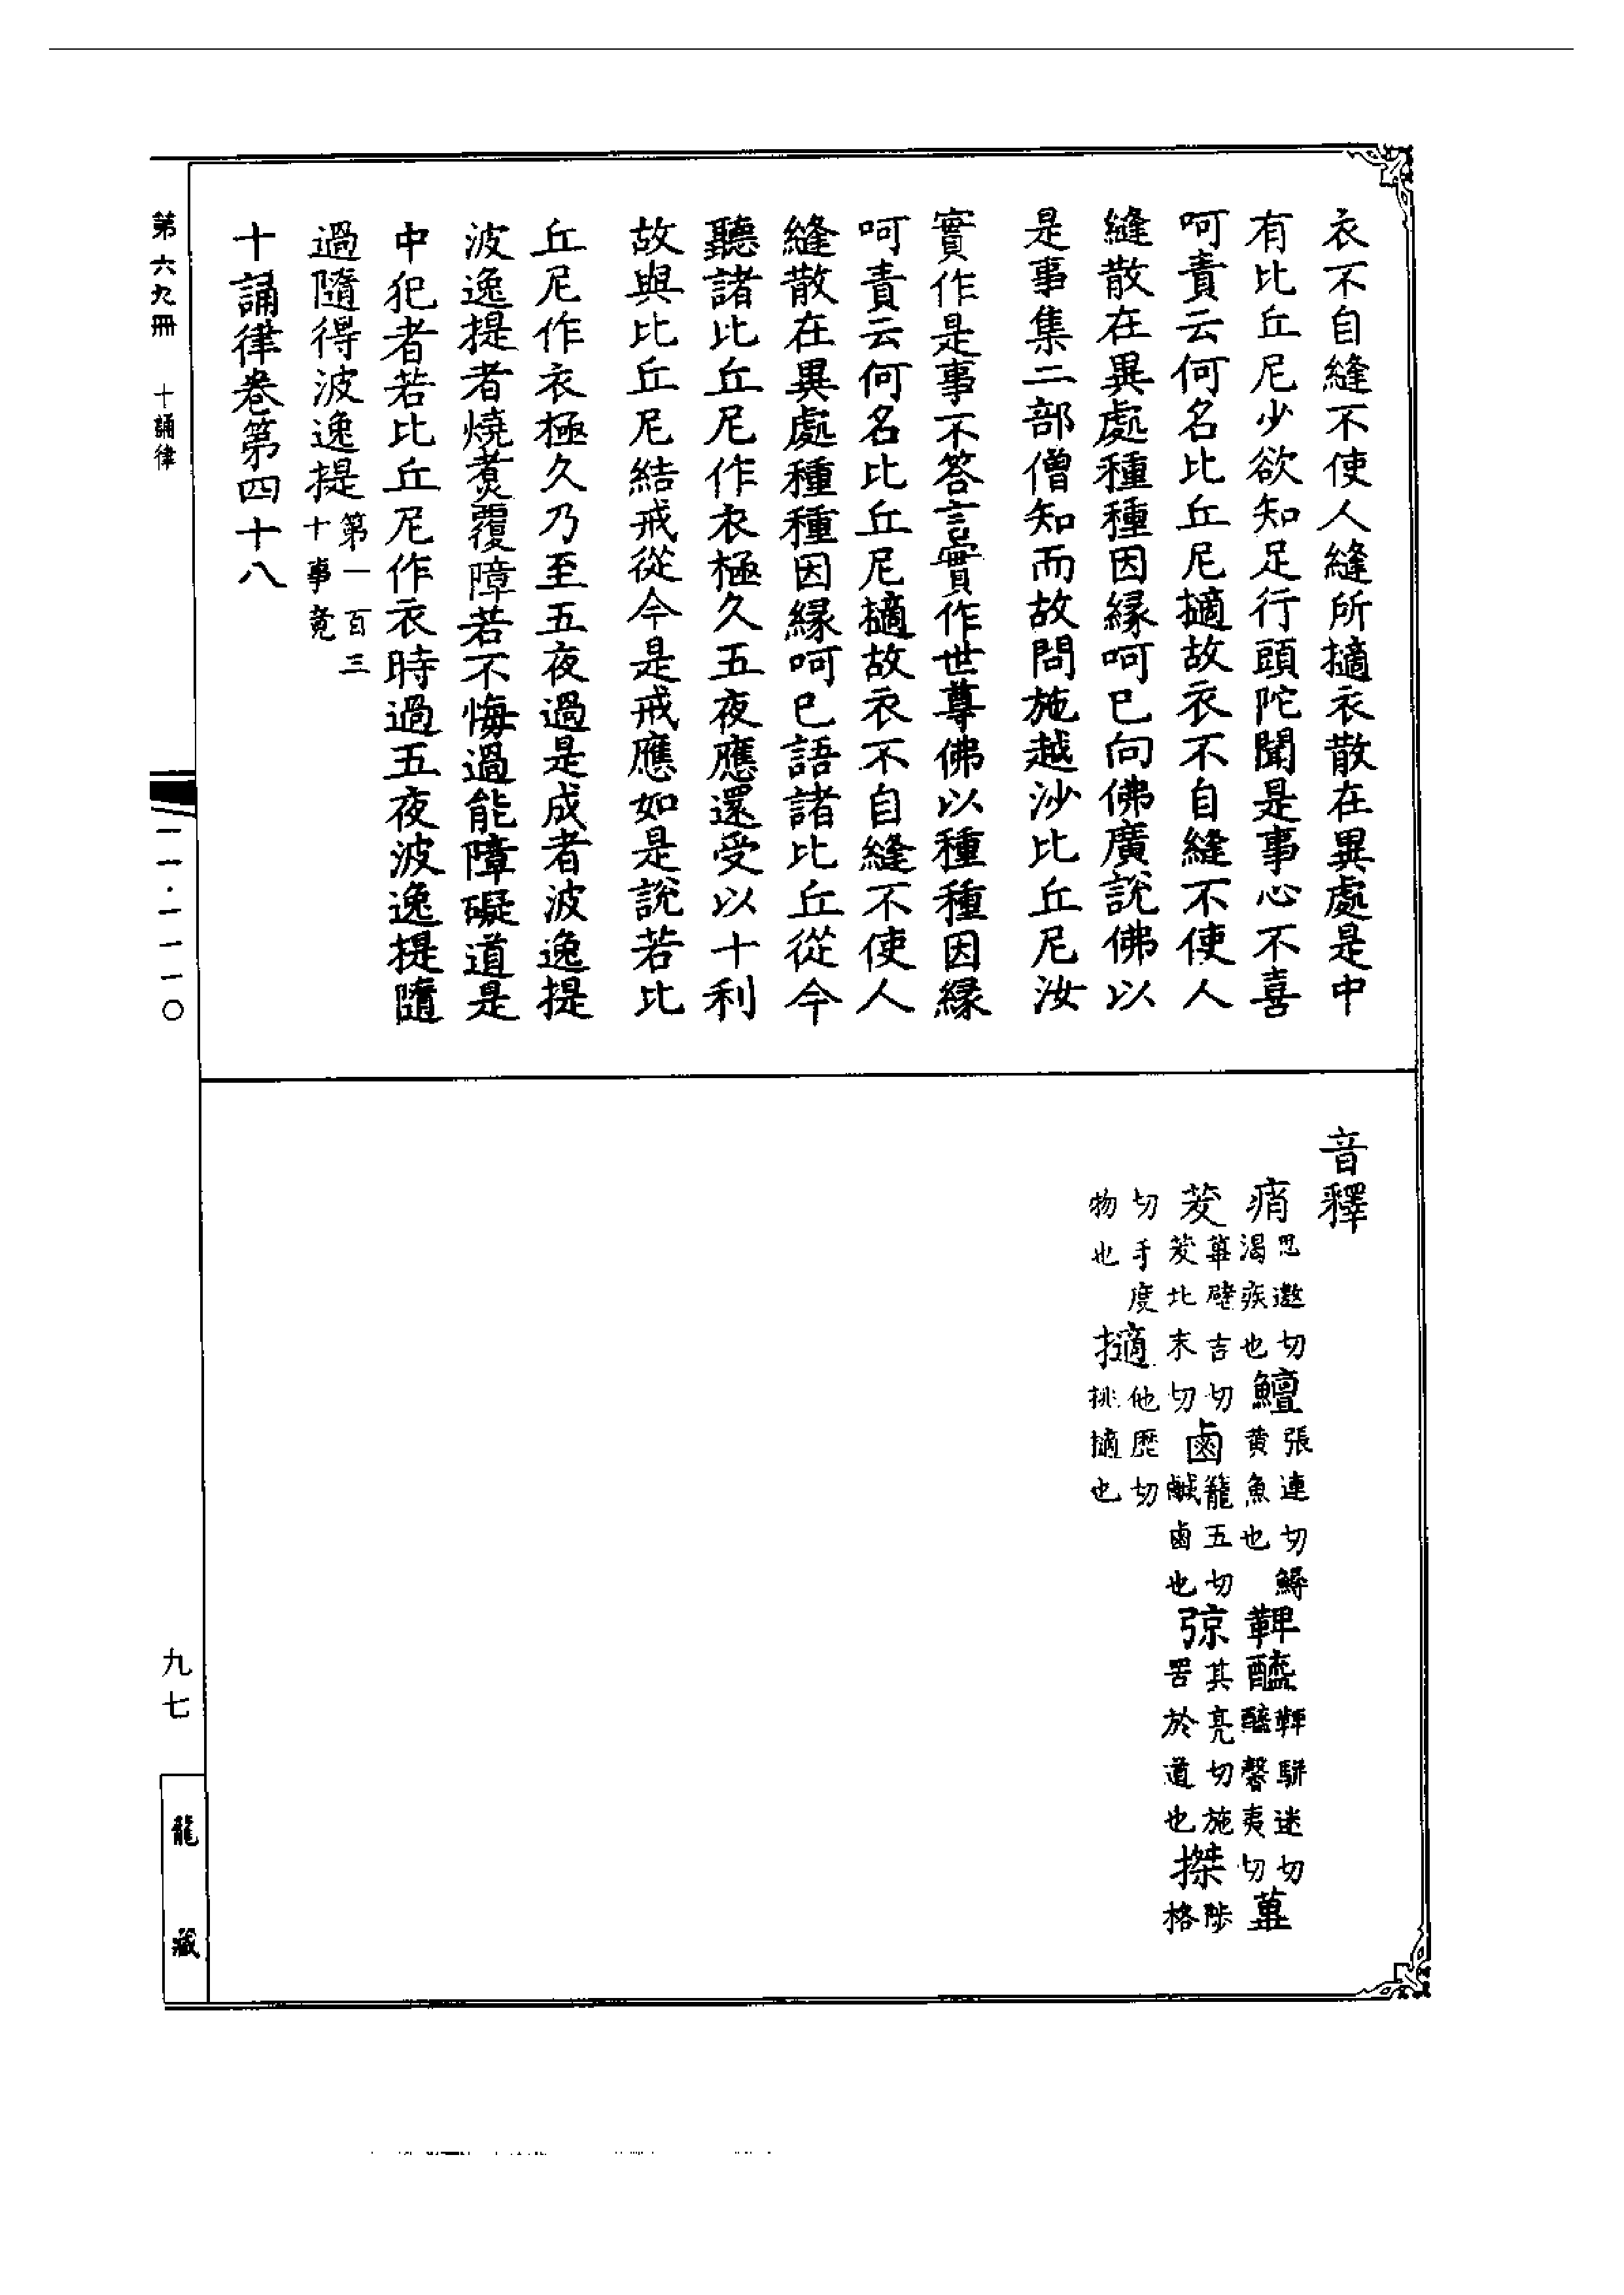 衣不自縫不使人縫所擿衣散在異處是中
有比丘尼少欲知足行頭陀聞是事心不喜
呵責云何名比丘尼擿故衣不自縫不使人
縫散在異處種種因縁呵已向佛廣說佛以
是事集二部僧知而故問施越沙比丘尼汝
實作是事不答言實作世尊佛以種種因縁
呵責云何名比丘尼擿故衣不自縫不使人
縫散在異處種種因縁呵已語諸比丘從今
聽諸比丘尼作衣極久五夜應還受以十利
故與比丘尼結戒從今是戒應如是說若比
丘尼作衣極久乃至五夜過是成者波逸提
波逸提者燒煑覆障若不悔過能障礙道是
中犯者若比丘尼作衣時過五夜波逸提隨
過隨得波逸提第一百三十事竟
十誦律卷第四十八
音釋
痟思邀切渴疾也鱣張連切鱘黄魚也鞞醯鞞駢迷切醯馨夷切蓽
茇蓽壁吉切茇北末切鹵籠五切鹹鹵也弶其亮切施罟於道也搩陟格
切手度物也擿他歷切挑擿也
第六九冊 十誦律
一一·一一一〇
九七
龍藏